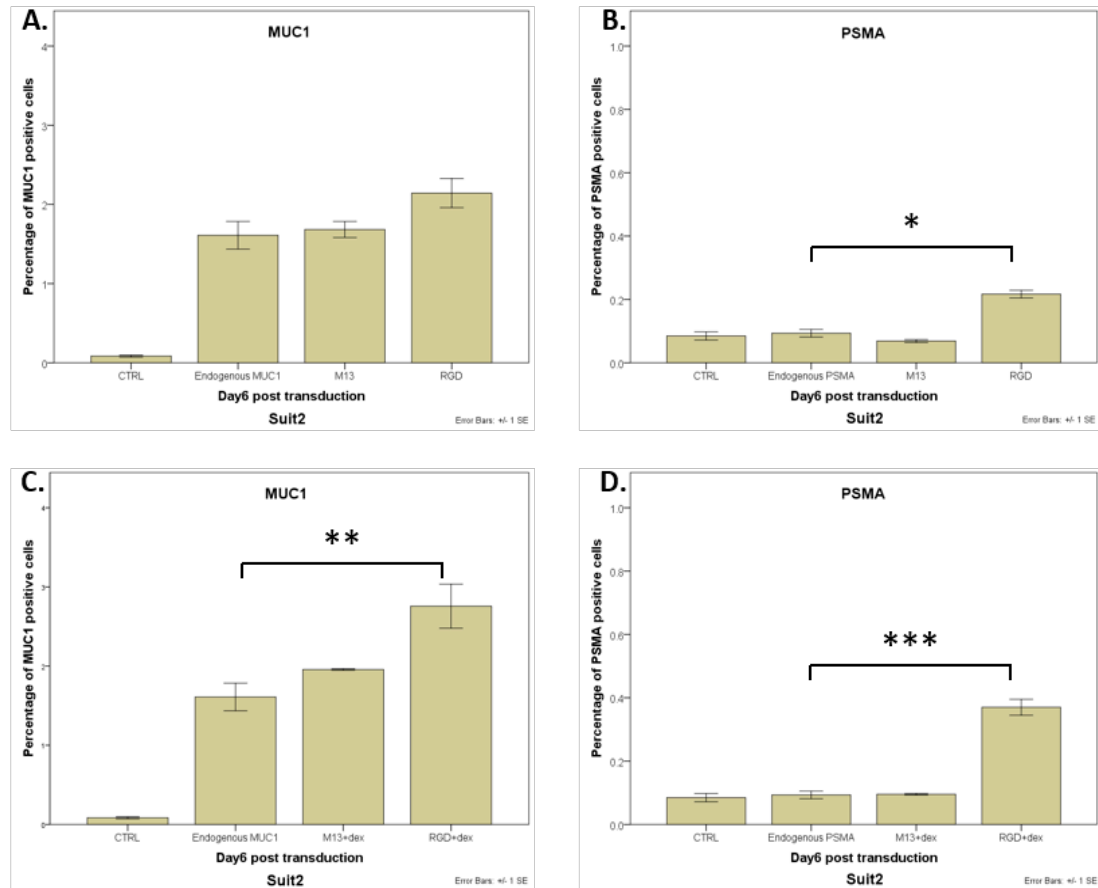 A.
MUC1
Percentage of MUC1 positive cells
4
3
2
1
0
CTRL Endogenous MUC1 M13 RGD
Day6 post transduction
Suit2
Error Bars: +/- 1 SE
B.
PSMA
Percentage of PSMA positive cells
1.0
0.8
0.6
0.4
0.2
0.0
*
CTRL Endogenous PSMA M13 RGD
Day6 post transduction
Suit2
Error Bars: +/- 1 SE
C.
MUC1
Percentage of MUC1 positive cells
4
3
2
1
0
**
CTRL Endogenous MUC1 M13+dex RGD+dex
Day6 post transduction
Suit2
Error Bars: +/- 1 SE
D.
PSMA
Percentage of PSMA positive cells
1.0
0.8
0.6
0.4
0.2
0.0
***
CTRL Endogenous PSMA M13+dex RGD+dex
Day6 post transduction
Suit2
Error Bars: +/- 1 SE